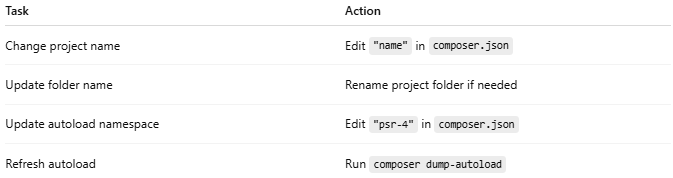 Task Action
Change project name Edit "name" in composer.json
Update folder name Rename project folder if needed
Update autoload namespace Edit "psr-4" in composer.json
Refresh autoload Run composer dump-autoload